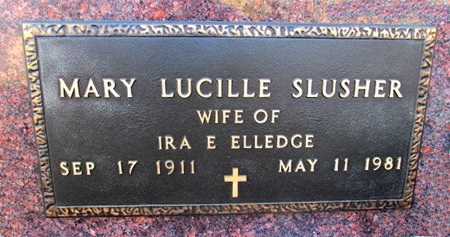 MARY LUCILLE SLUSHER
WIFE OF
IRA E ELLEDGE
SEP 17 1911 MAY 11 1981